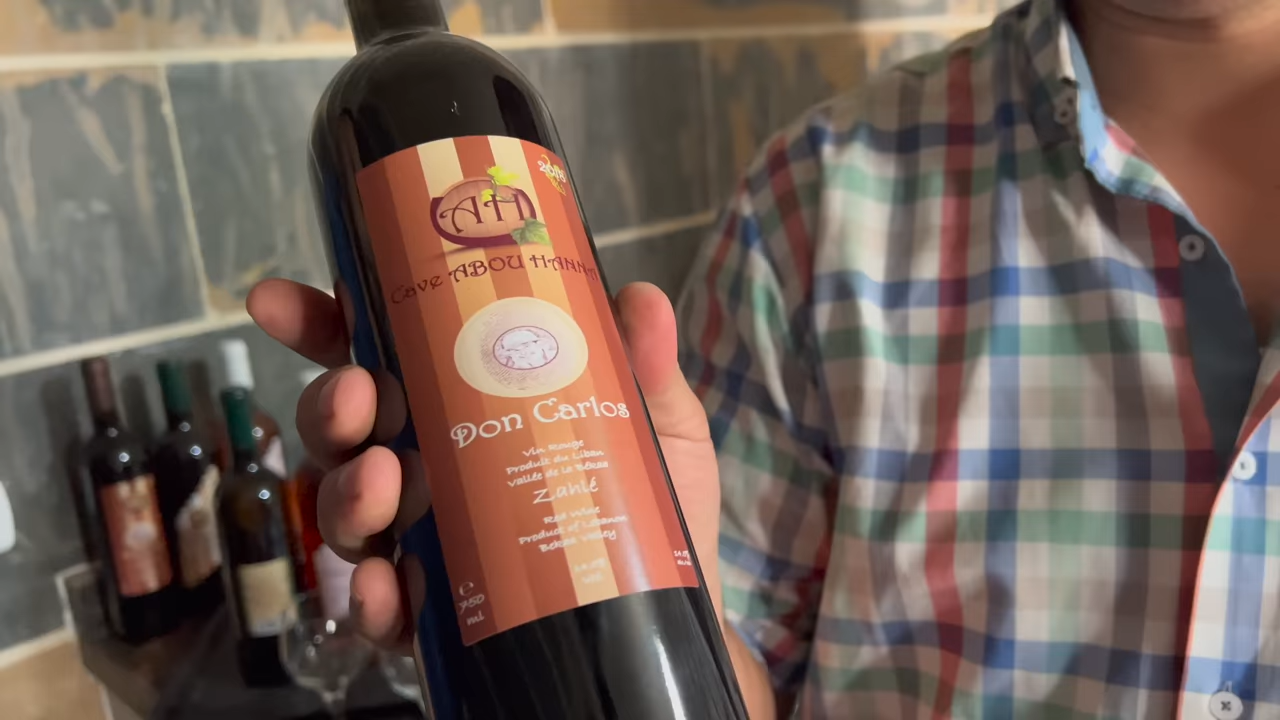 AH
Cave ABOU HANNA
Don Carlos
Vin Rouge
Produit du Liban
Vallée de la Békaa
Zahlé
Red Wine
Product of Lebanon
Bekaa Valley
e
750
ml